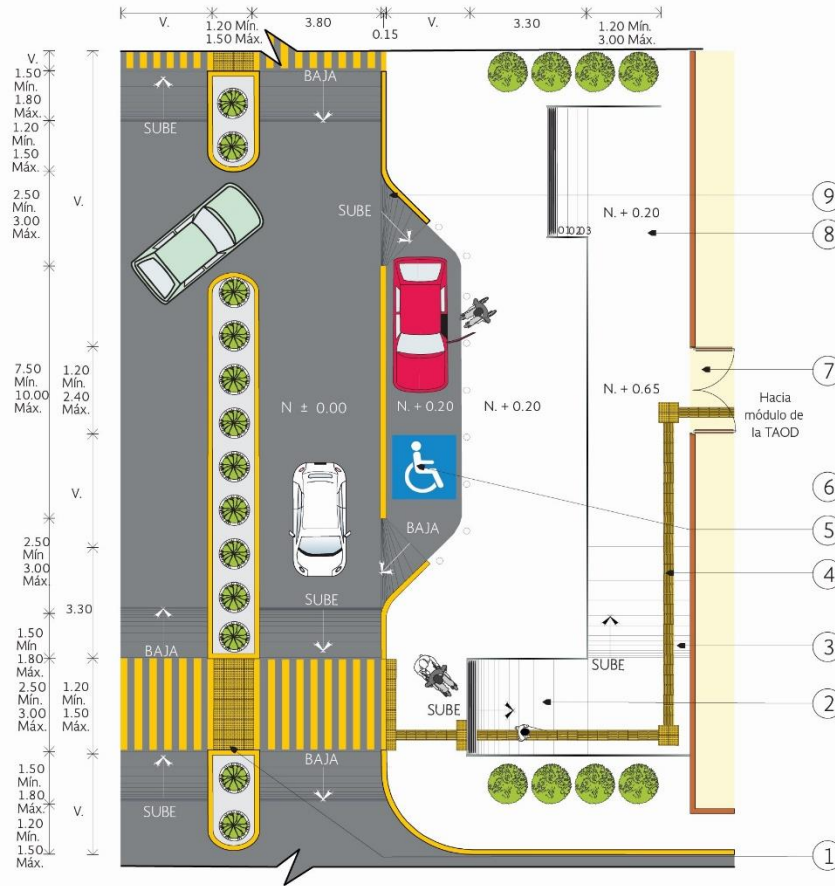 V.
1.20 Mín.
1.50 Máx.
3.80
0.15
V.
3.30
1.20 Mín.
3.00 Máx.
V.
1.50
Mín
1.80
Máx.
1.20
Mín.
1.50
Máx.
2.50
Mín
3.00
Máx.
V.
7.50
Mín.
10.00
Máx.
1.20
Mín
2.40
Máx.
V.
2.50
Mín
3.00
Máx.
3.30
1.50
Mín
1.80
Máx.
2.50
Mín.
3.00
Máx.
1.20
Mín.
1.50
Máx.
1.50
Mín.
1.80
Máx.
1.20
Mín.
1.50
Máx.
V.
SUBE
BAJA
SUBE
N ± 0.00
N. + 0.20
N. + 0.20
BAJA
SUBE
BAJA
SUBE
BAJA
SUBE
SUBE
010203
N. + 0.20
N. + 0.65
Hacia
módulo de
la TAOD
9
8
7
6
5
4
3
2
1